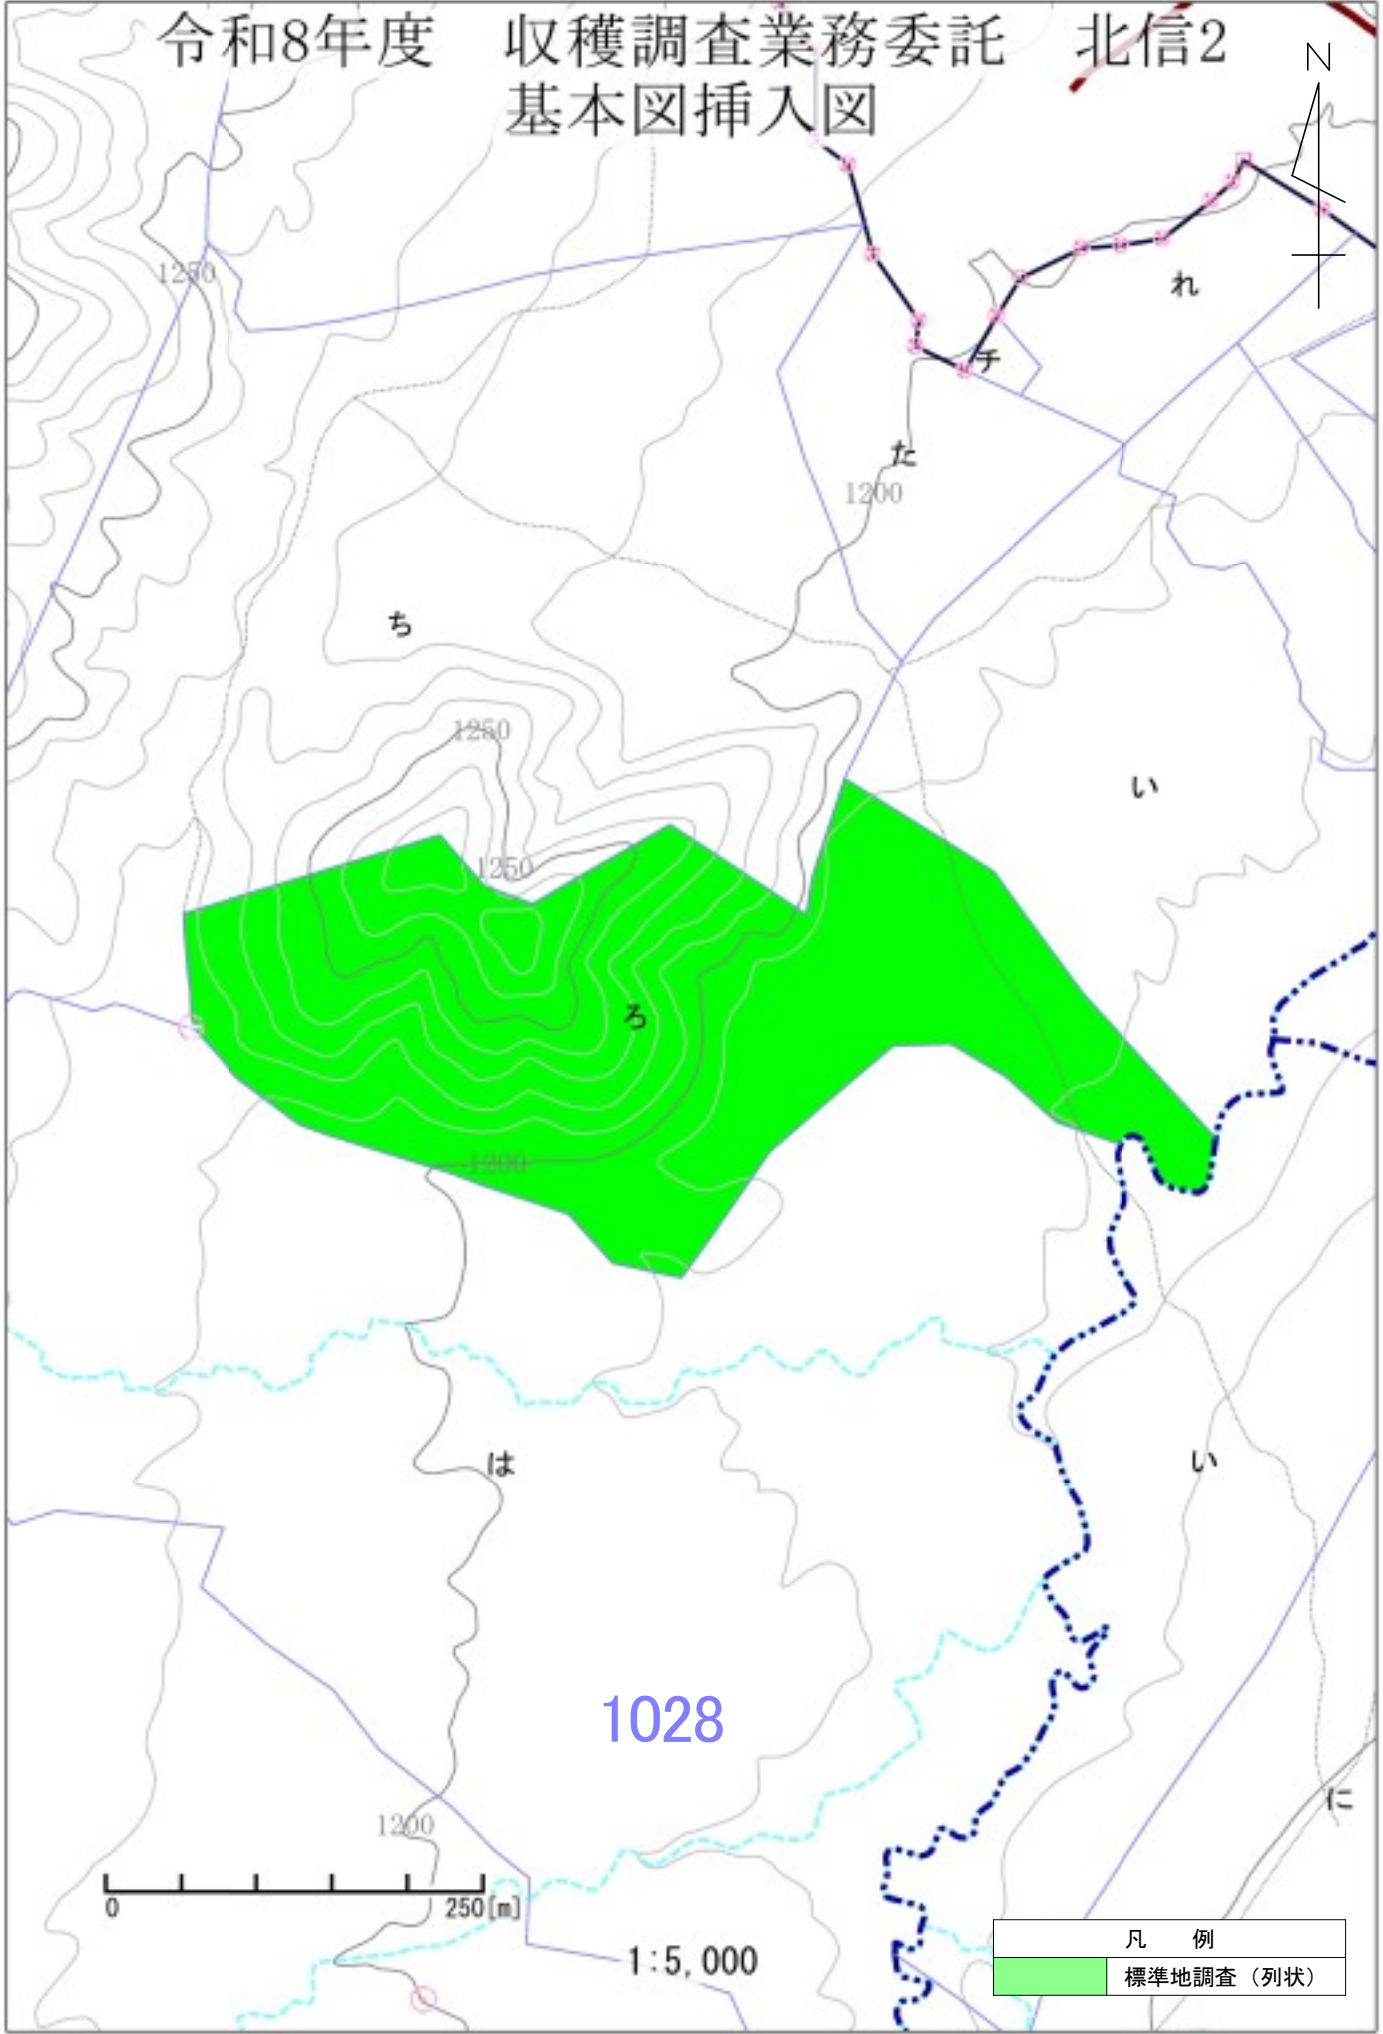 令和8年度　収穫調査業務委託　北信2
基本図挿入図
N
1250
れ
チ
た
1200
ち
1250
い
1250
ろ
1200
は
い
1028
に
1200
0 250[m]
1:5,000
凡　例
標準地調査（列状）